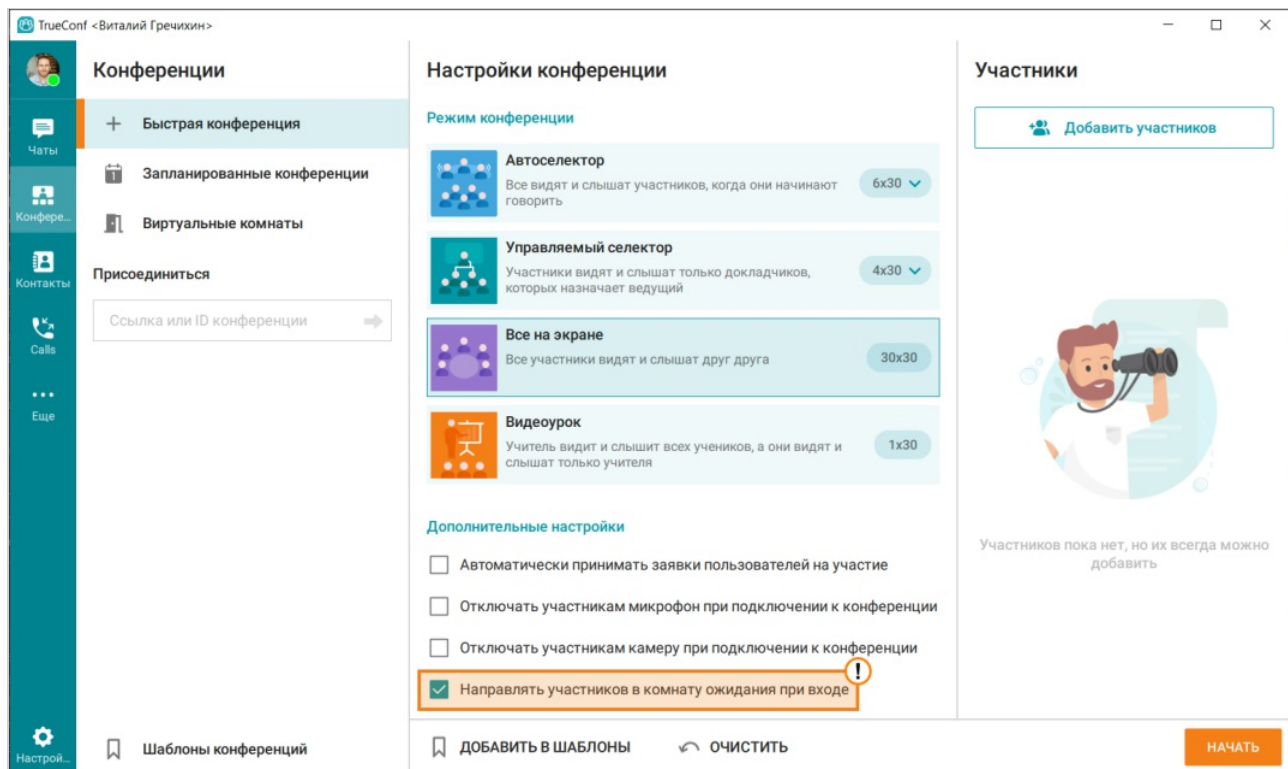 TrueConf <Виталий Гречихин>
Чаты
Конфере...
Контакты
Calls
Еще
Настрой...
Конференции
Быстрая конференция
1
Запланированные конференции
Виртуальные комнаты
Присоединиться
Ссылка или ID конференции
Шаблоны конференций
Настройки конференции
Режим конференции
Автоселектор
Все видят и слышат участников, когда они начинают
говорить
6x30
Управляемый селектор
Участники видят и слышат только докладчиков,
которых назначает ведущий
4x30
Все на экране
Все участники видят и слышат друг друга
30x30
Видеоурок
Учитель видит и слышит всех учеников, а они видят и
слышат только учителя
1x30
Дополнительные настройки
Автоматически принимать заявки пользователей на участие
Отключать участникам микрофон при подключении к конференции
Отключать участникам камеру при подключении к конференции
!
Направлять участников в комнату ожидания при входе
ДОБАВИТЬ В ШАБЛОНЫ
ОЧИСТИТЬ
Участники
Добавить участников
Участников пока нет, но их всегда можно
добавить
НАЧАТЬ